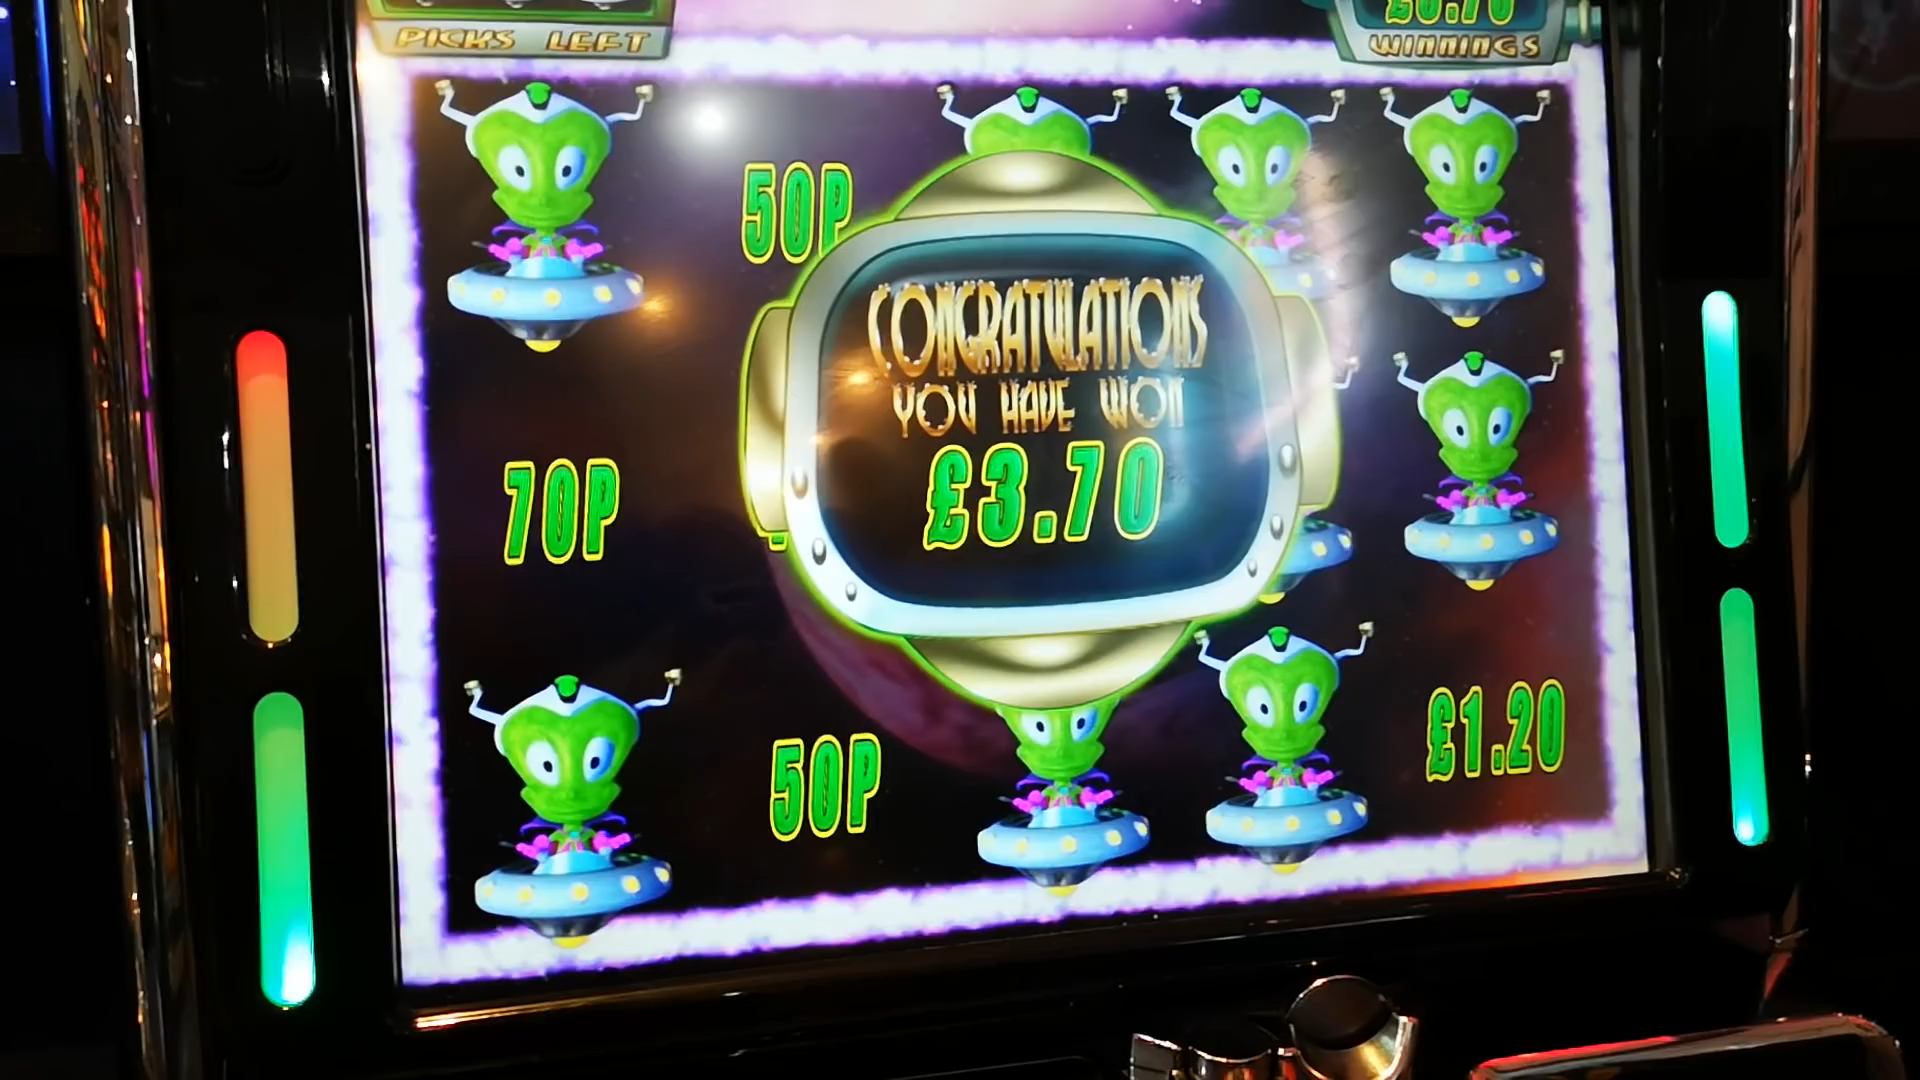 PICKS LEFT
WINNINGS
50P
CONGRATULATIONS
YOU HAVE WON
£3.70
70P
50P
£1.20